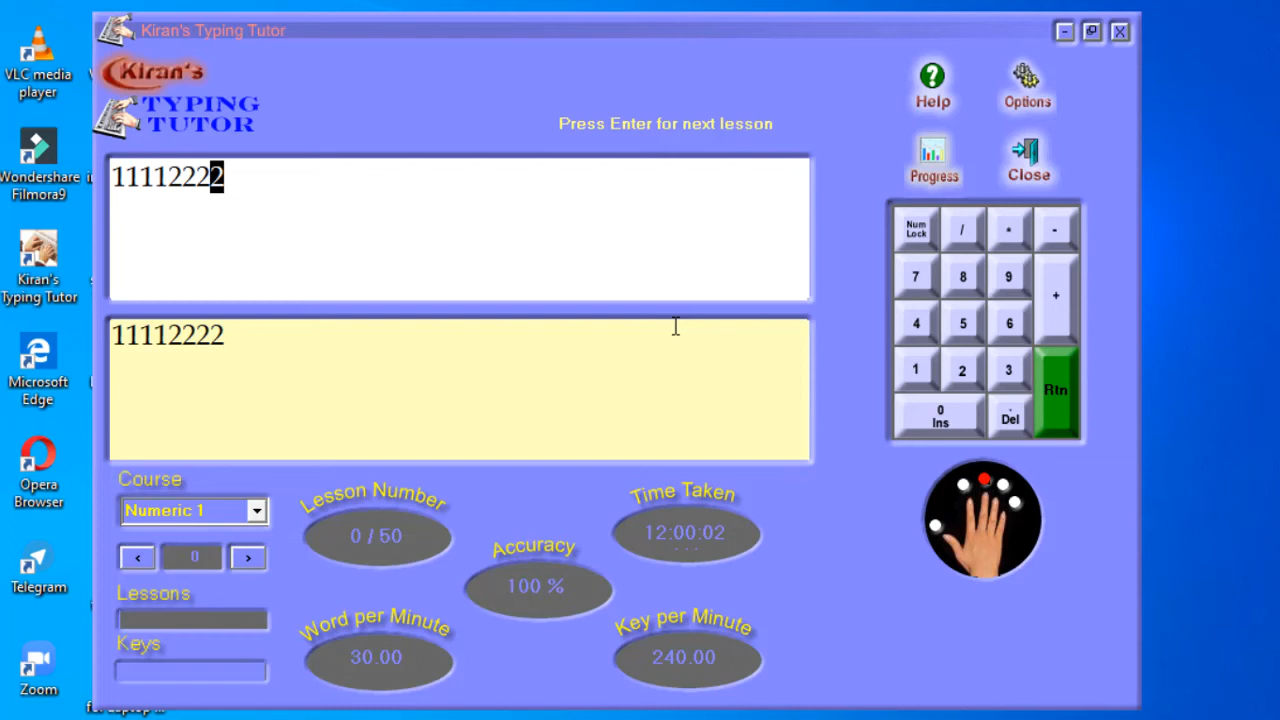 VLC media
player
Wondershare
Filmora9
Kiran's
Typing Tutor
Microsoft
Edge
Opera
Browser
Telegram
Zoom
Kiran's Typing Tutor
Kiran's
TYPING
TUTOR
Press Enter for next lesson
Help
Options
Progress
Close
11112222
11112222
Num
Lock
/
*
-
7
8
9
+
4
5
6
1
2
3
Rtn
0
Ins
.
Del
Course
Numeric 1
<
0
>
Lessons
Keys
Lesson Number
0 / 50
Accuracy
100 %
Time Taken
12:00:02
Word per Minute
30.00
Key per Minute
240.00